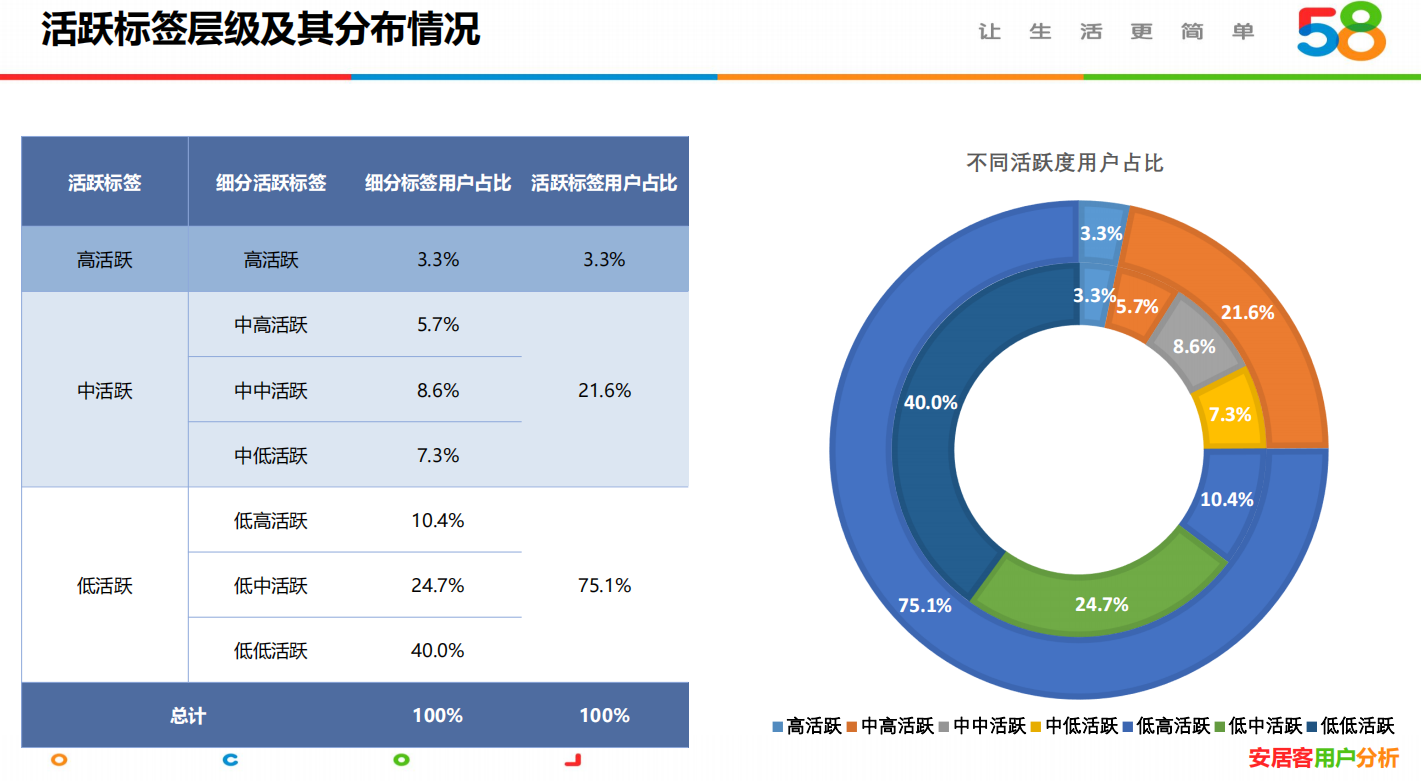 活跃标签层级及其分布情况
让生活更简单
58
活跃标签 细分活跃标签 细分标签用户占比 活跃标签用户占比
高活跃 高活跃 3.3% 3.3%
中高活跃 5.7%
中活跃 中中活跃 8.6% 21.6%
中低活跃 7.3%
低高活跃 10.4%
低活跃 低中活跃 24.7% 75.1%
低低活跃 40.0%
总计 100% 100%
不同活跃度用户占比
3.3%
3.3%
5.7%
21.6%
8.6%
40.0%
7.3%
10.4%
75.1%
24.7%
高活跃 中高活跃 中中活跃 中低活跃 低高活跃 低中活跃 低低活跃
安居客用户分析